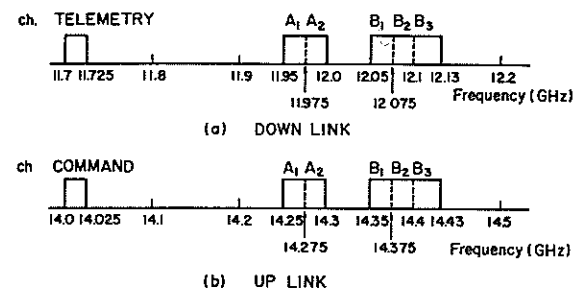 ch. TELEMETRY A₁ A₂ B₁ B₂ B₃
11.7 11.725 11.8 11.9 11.95 12.0 12.05 12.1 12.13 12.2
11.975 12.075 Frequency (GHz)
(a) DOWN LINK
ch COMMAND A₁ A₂ B₁ B₂ B₃
14.0 14.025 14.1 14.2 14.25 14.3 14.35 14.4 14.43 14.5
14.275 14.375 Frequency (GHz)
(b) UP LINK